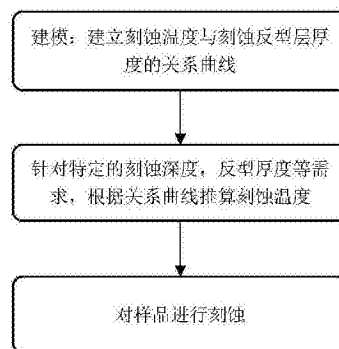 建模：建立刻蚀温度与刻蚀反型层厚
度的关系曲线
针对特定的刻蚀深度，反型厚度等需
求，根据关系曲线推算刻蚀温度
对样品进行刻蚀